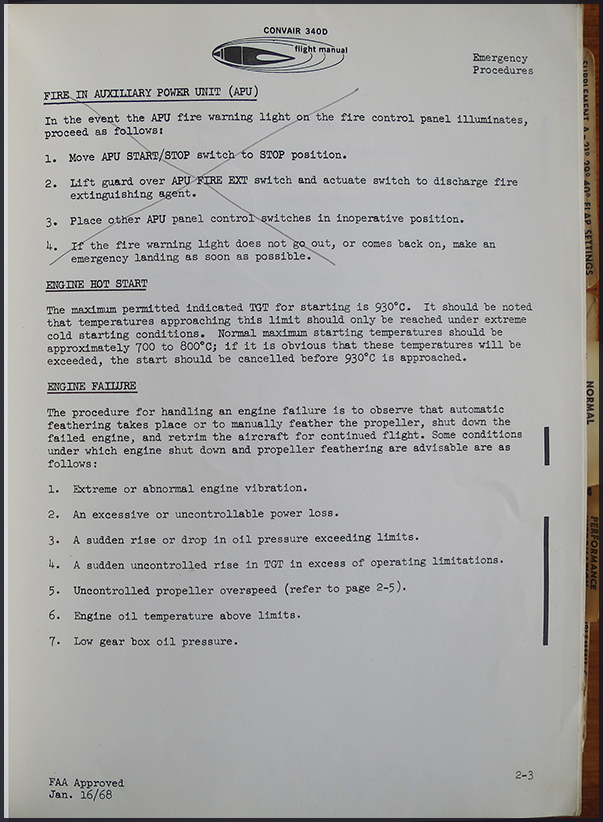 CONVAIR 340D
flight manual
Emergency
Procedures
FIRE IN AUXILIARY POWER UNIT (APU)
In the event the APU fire warning light on the fire control panel illuminates,
proceed as follows:
1. Move APU START/STOP switch to STOP position.
2. Lift guard over APU FIRE EXT switch and actuate switch to discharge fire
extinguishing agent.
3. Place other APU panel control switches in inoperative position.
4. If the fire warning light does not go out, or comes back on, make an
emergency landing as soon as possible.
ENGINE HOT START
The maximum permitted indicated TGT for starting is 930°C. It should be noted
that temperatures approaching this limit should only be reached under extreme
cold starting conditions. Normal maximum starting temperatures should be
approximately 700 to 800°C; if it is obvious that these temperatures will be
exceeded, the start should be cancelled before 930°C is approached.
ENGINE FAILURE
The procedure for handling an engine failure is to observe that automatic
feathering takes place or to manually feather the propeller, shut down the
failed engine, and retrim the aircraft for continued flight. Some conditions
under which engine shut down and propeller feathering are advisable are as
follows:
1. Extreme or abnormal engine vibration.
2. An excessive or uncontrollable power loss.
3. A sudden rise or drop in oil pressure exceeding limits.
4. A sudden uncontrolled rise in TGT in excess of operating limitations.
5. Uncontrolled propeller overspeed (refer to page 2-5).
6. Engine oil temperature above limits.
7. Low gear box oil pressure.
FAA Approved
Jan. 16/68
2-3
SUPPLEMENT A - 21° 29° 40° FLAP SETTINGS
NORMAL
PERFORMANCE